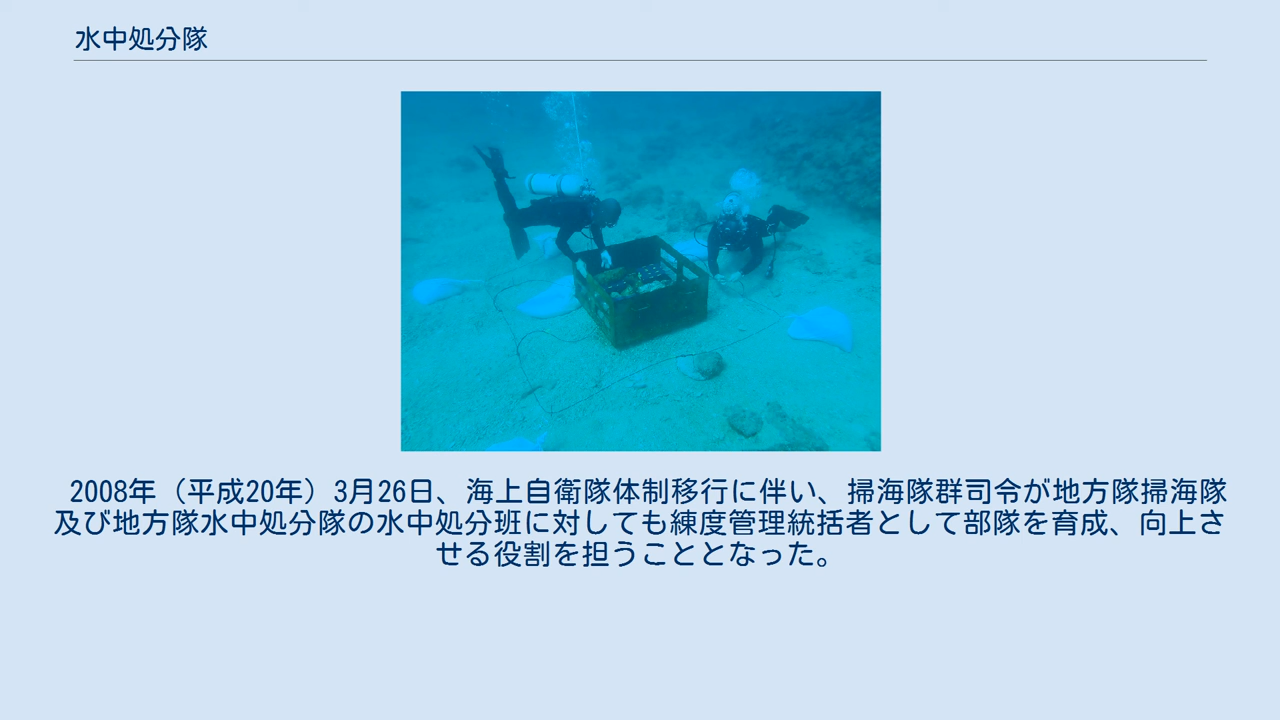 水中処分隊
2008年（平成20年）3月26日、海上自衛隊体制移行に伴い、掃海隊群司令が地方隊掃海隊
及び地方隊水中処分隊の水中処分班に対しても練度管理統括者として部隊を育成、向上さ
せる役割を担うこととなった。